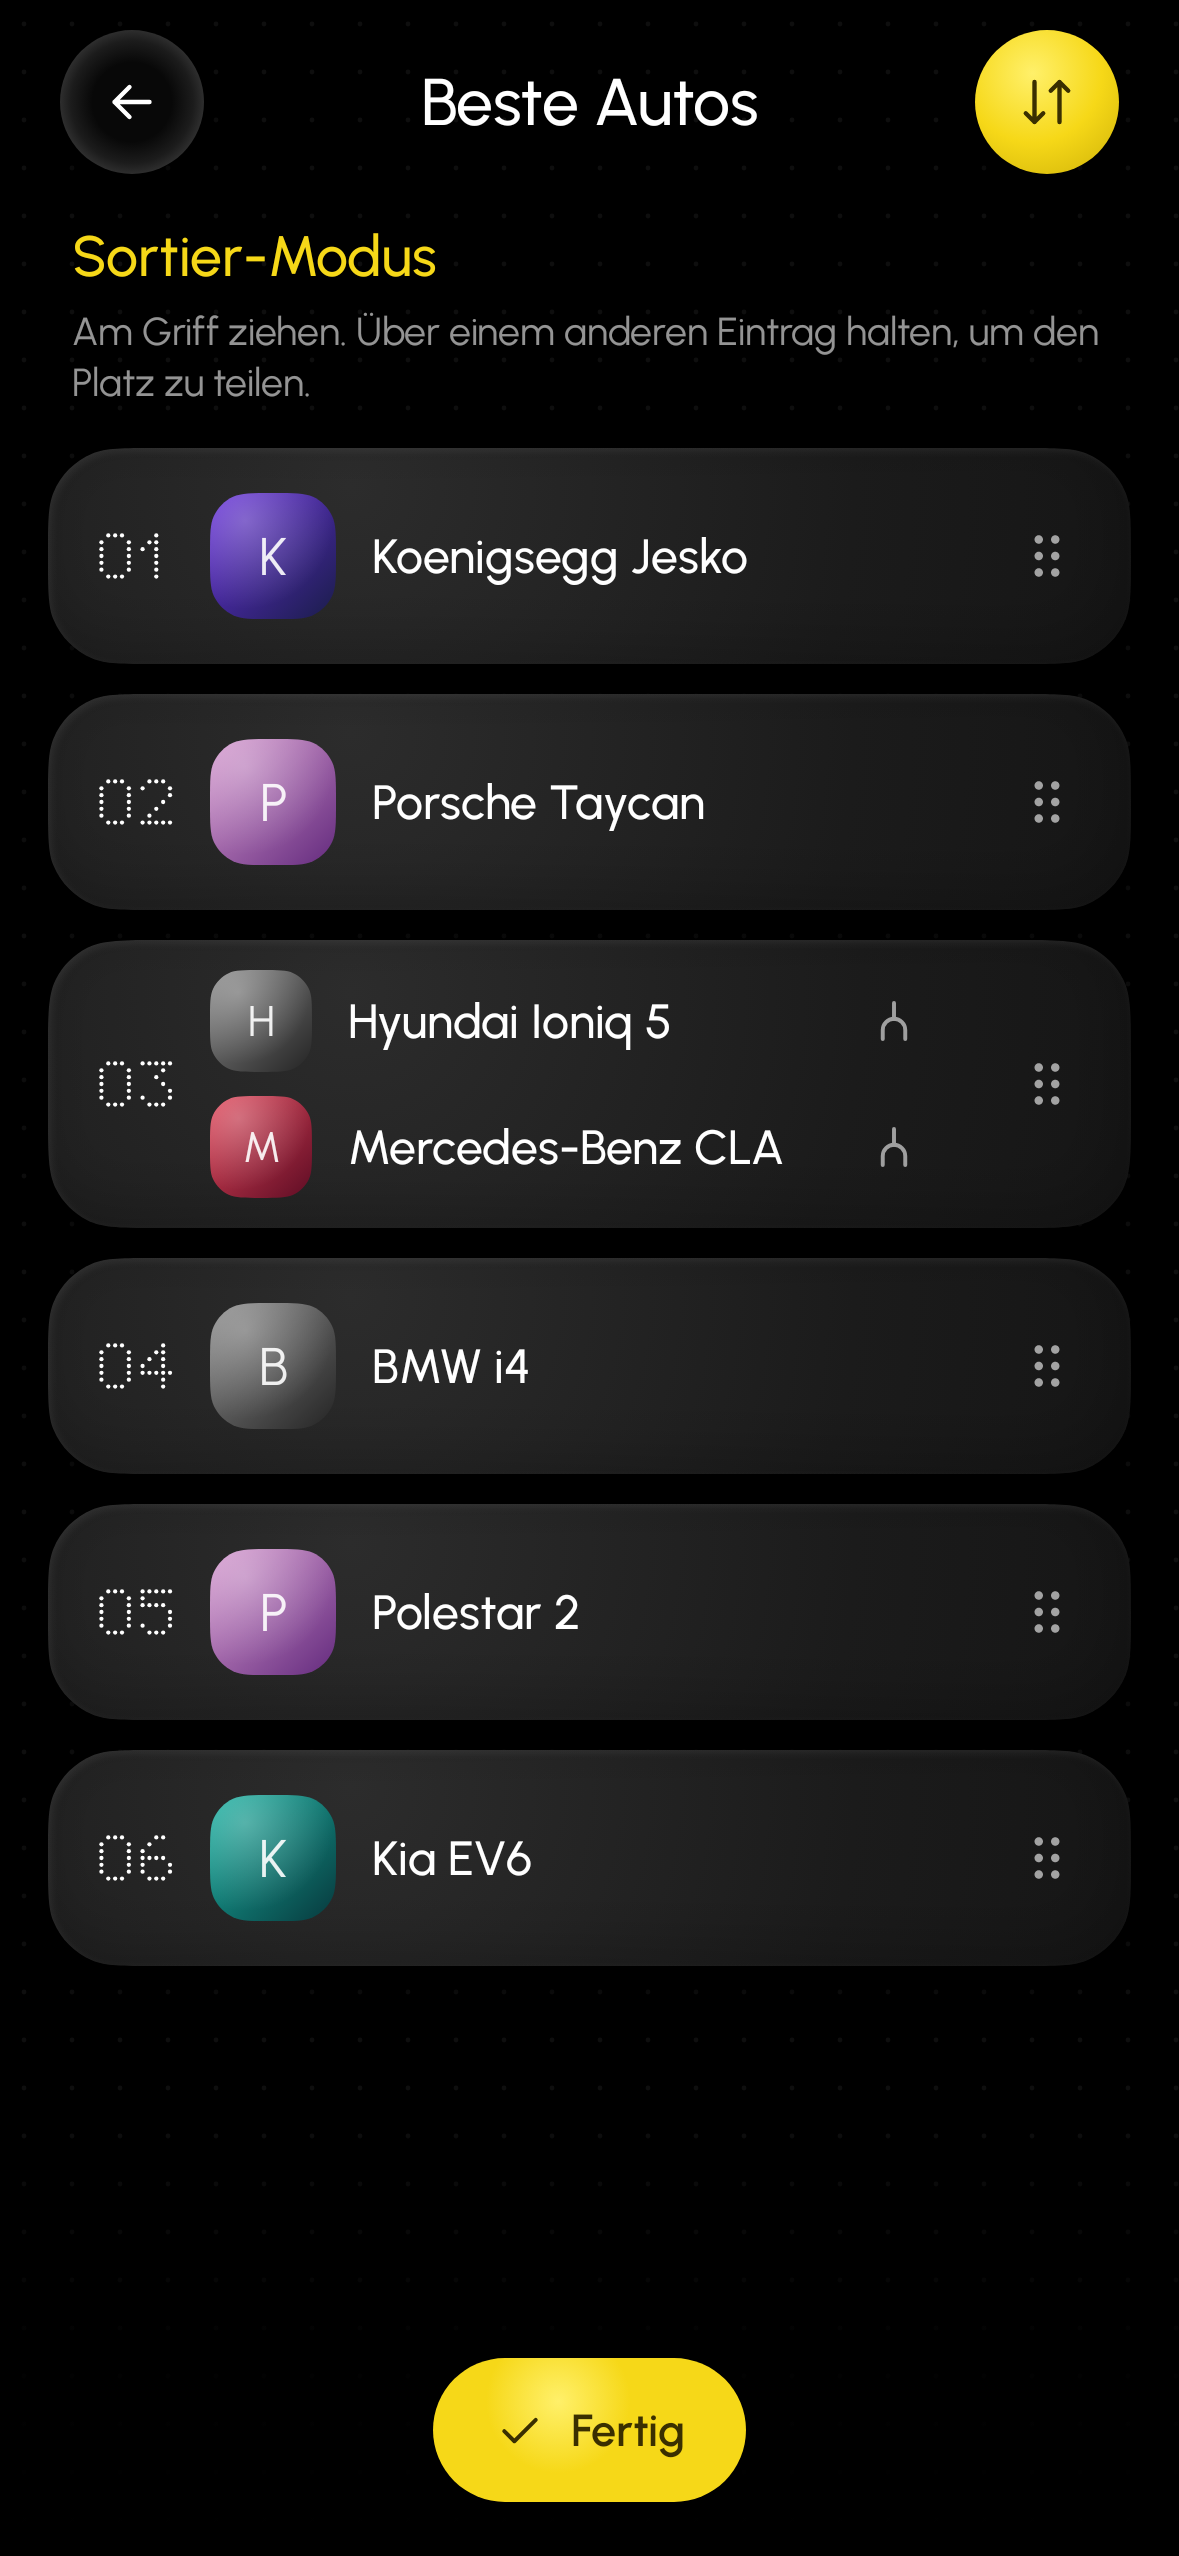 Beste Autos
Sortier-Modus
Am Griff ziehen. Über einem anderen Eintrag halten, um den
Platz zu teilen.
01 K Koenigsegg Jesko
02 P Porsche Taycan
H Hyundai Ioniq 5
03
M Mercedes-Benz CLA
04 B BMW i4
05 P Polestar 2
06 K Kia EV6
Fertig